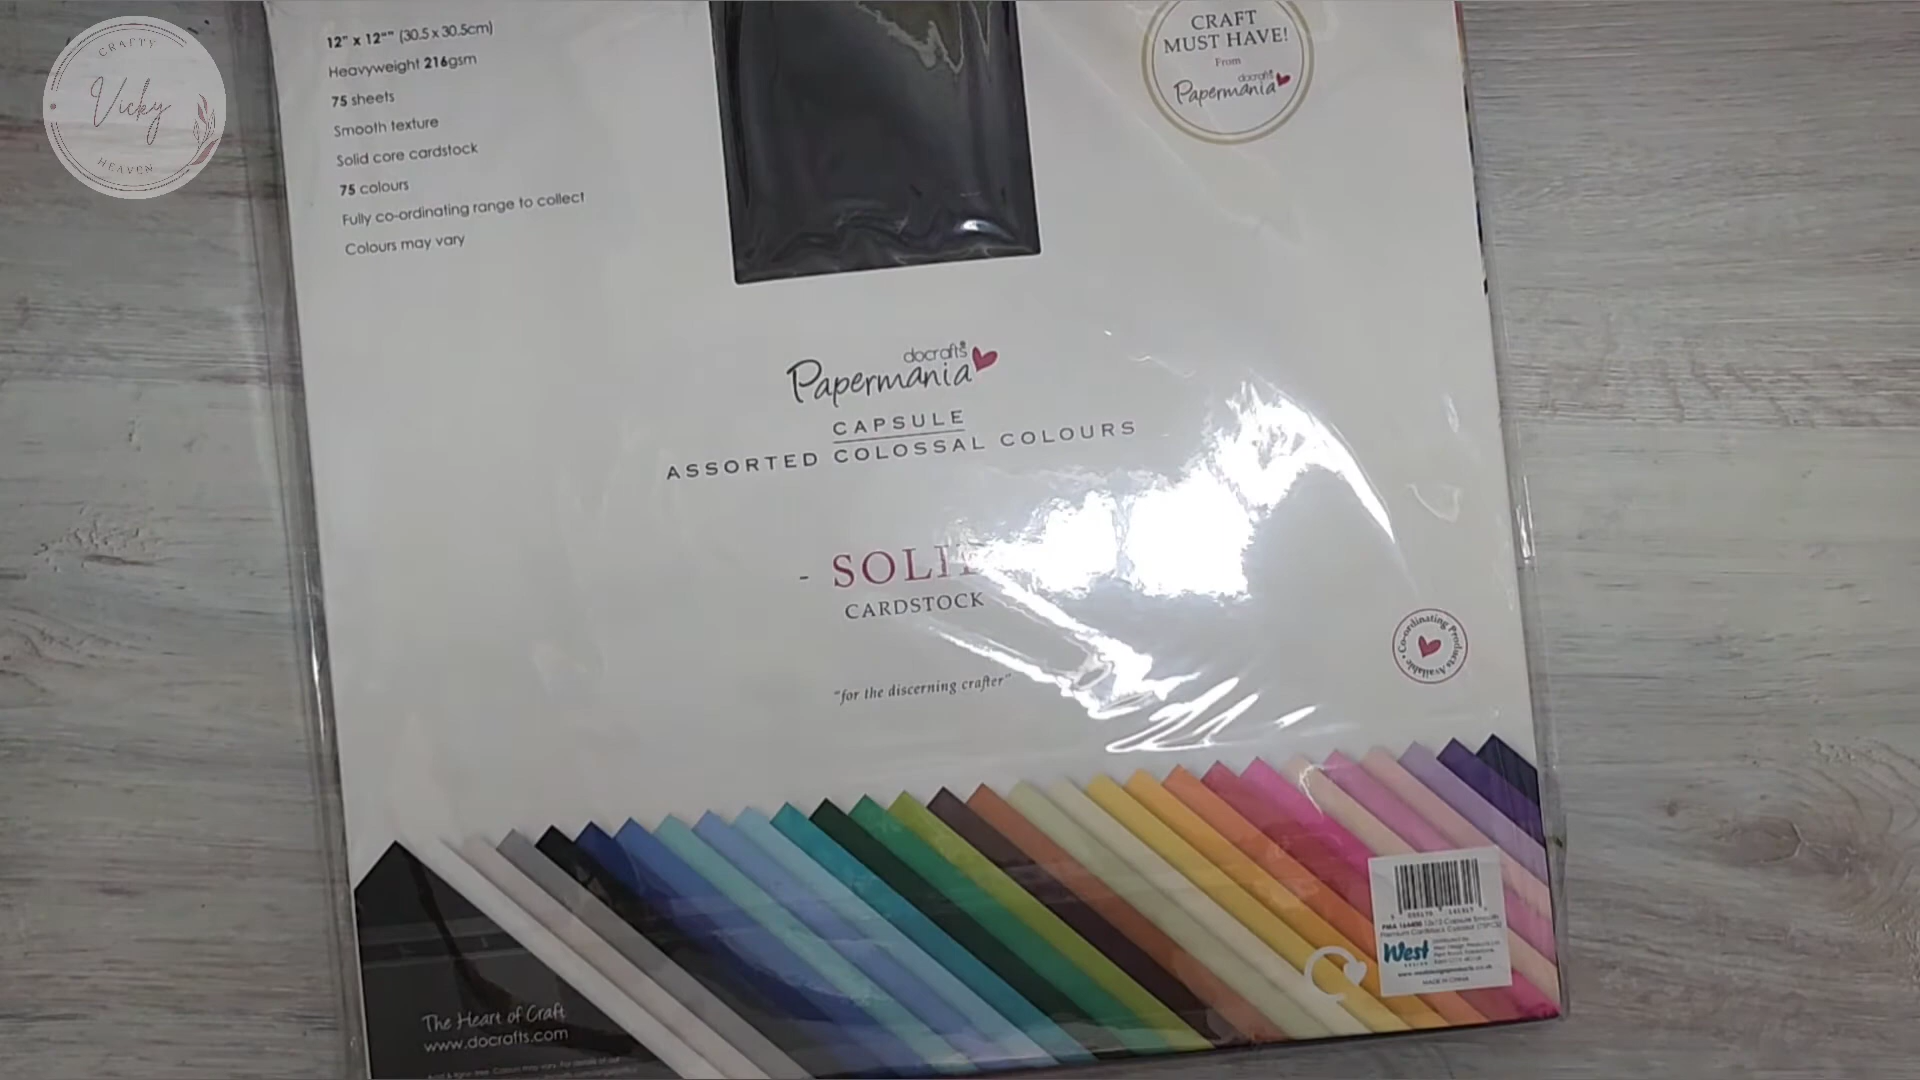 CRAFTY
Vicky
HEAVEN
12" x 12"" (30.5 x 30.5cm)
Heavyweight 216gsm
75 sheets
Smooth texture
Solid core cardstock
75 colours
Fully co-ordinating range to collect
Colours may vary
CRAFT
MUST HAVE!
From
docrafts
Papermania
docrafts
Papermania
CAPSULE
ASSORTED COLOSSAL COLOURS
- SOLI
CARDSTOCK
"for the discerning crafter"
Co-ordinating Products Available
West
DESIGN
MADE IN CHINA
The Heart of Craft
www.docrafts.com